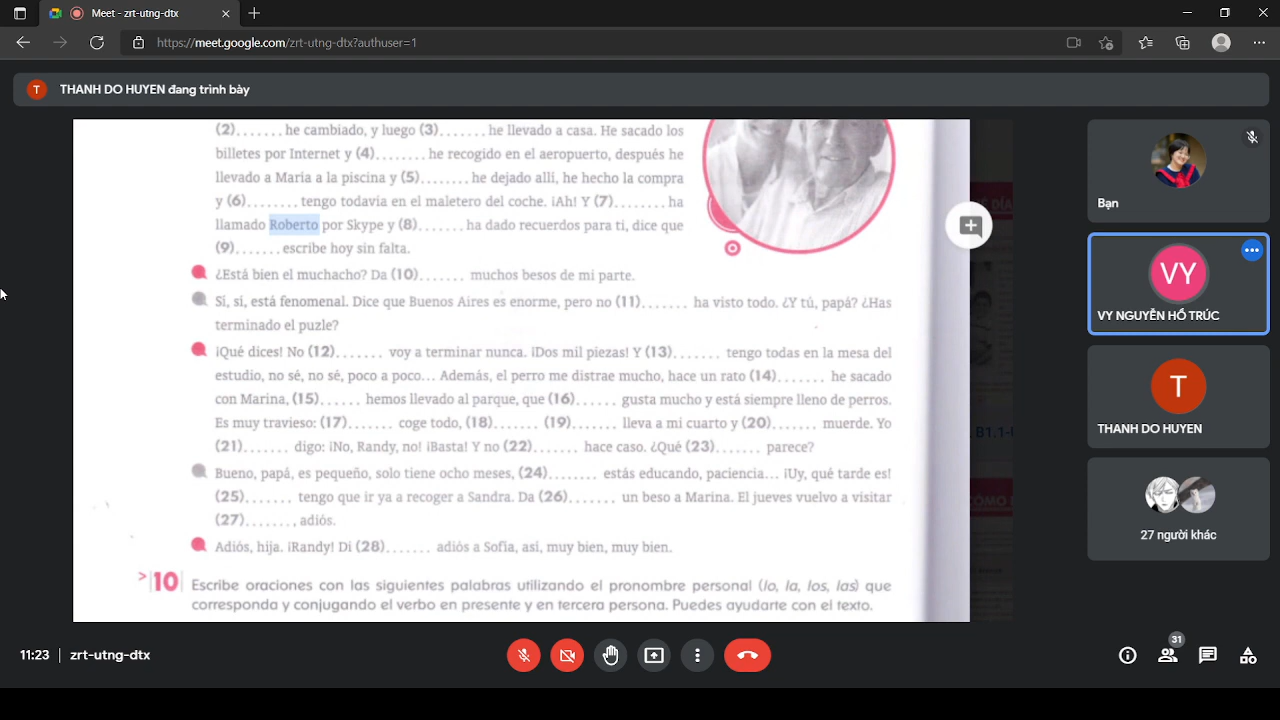 Meet - zrt-utng-dtx
https://meet.google.com/zrt-utng-dtx?authuser=1
T THANH DO HUYEN đang trình bày
(2)....... he cambiado, y luego (3)....... he llevado a casa. He sacado los
billetes por Internet y (4)........ he recogido en el aeropuerto, después he
llevado a María a la piscina y (5)........ he dejado allí, he hecho la compra
y (6)........ tengo todavía en el maletero del coche. ¡Ah! Y (7)........ ha
llamado Roberto por Skype y (8)....... ha dado recuerdos para ti, dice que
(9)....... escribe hoy sin falta.
¿Está bien el muchacho? Da (10)....... muchos besos de mi parte.
Sí, sí, está fenomenal. Dice que Buenos Aires es enorme, pero no (11)....... ha visto todo. ¿Y tú, papá? ¿Has
terminado el puzle?
¡Qué dices! No (12)....... voy a terminar nunca. ¡Dos mil piezas! Y (13)....... tengo todas en la mesa del
estudio, no sé, no sé, poco a poco... Además, el perro me distrae mucho, hace un rato (14)....... he sacado
con Marina, (15)...... hemos llevado al parque, que (16)...... gusta mucho y está siempre lleno de perros.
Es muy travieso: (17)....... coge todo, (18)....... (19)....... lleva a mi cuarto y (20)....... muerde. Yo
(21)....... digo: ¡No, Randy, no! ¡Basta! Y no (22)....... hace caso. ¿Qué (23)....... parece?
Bueno, papá, es pequeño, solo tiene ocho meses, (24)........ estás educando, paciencia... ¡Uy, qué tarde es!
(25)....... tengo que ir ya a recoger a Sandra. Da (26)....... un beso a Marina. El jueves vuelvo a visitar
(27)......., adiós.
Adiós, hija. ¡Randy! Di (28)....... adiós a Sofía, así, muy bien, muy bien.
> 10 Escribe oraciones con las siguientes palabras utilizando el pronombre personal (lo, la, los, las) que
corresponda y conjugando el verbo en presente y en tercera persona. Puedes ayudarte con el texto.
B1.1-
CÓMO
Bạn
VY
VY NGUYỄN HỒ TRÚC
T
THANH DO HUYEN
27 người khác
11:23 | zrt-utng-dtx
31